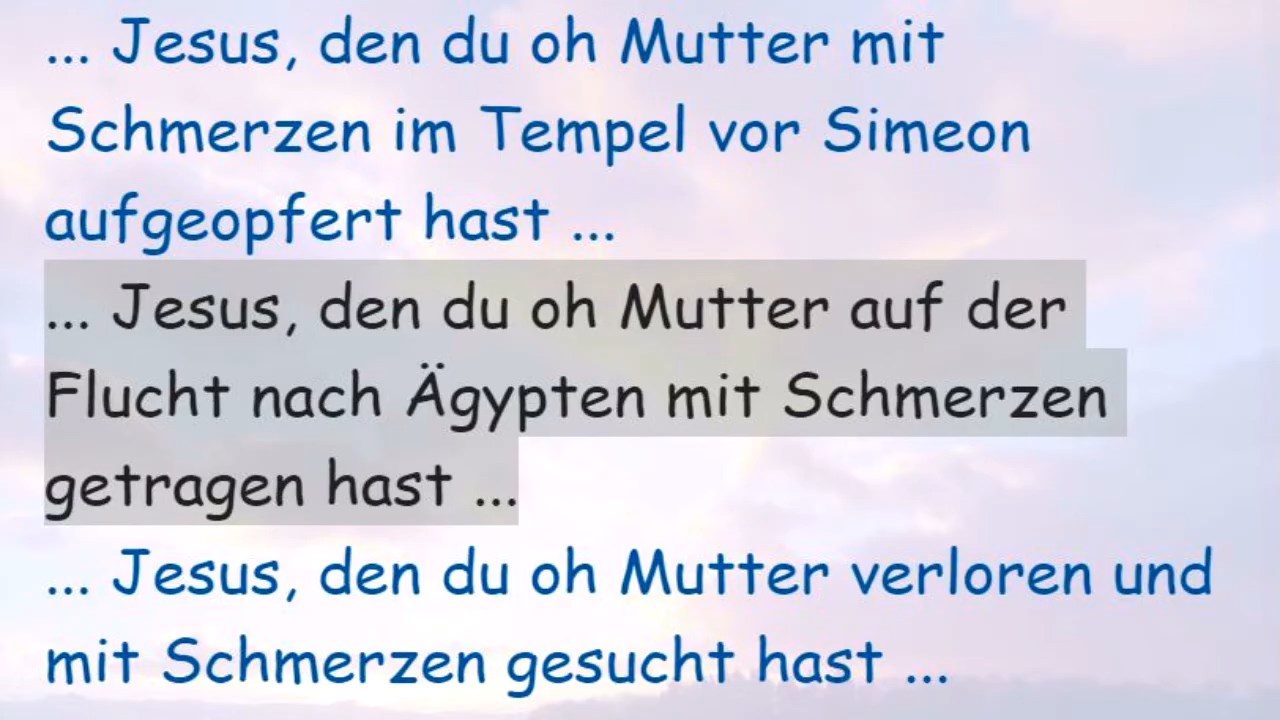 ... Jesus, den du oh Mutter mit
Schmerzen im Tempel vor Simeon
aufgeopfert hast ...
... Jesus, den du oh Mutter auf der
Flucht nach Ägypten mit Schmerzen
getragen hast ...
... Jesus, den du oh Mutter verloren und
mit Schmerzen gesucht hast ...